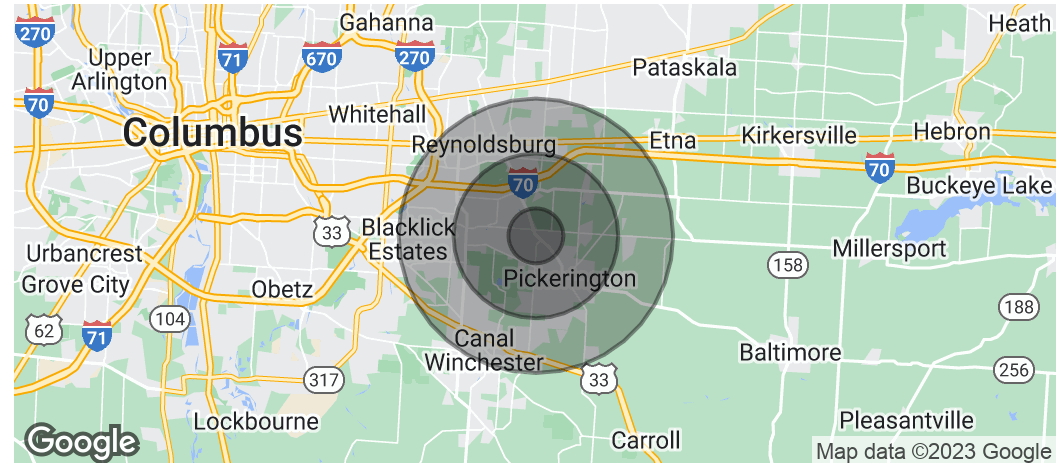 Gahanna
Heath
270
71
670
270
Upper
Arlington
Pataskala
70
Whitehall
Columbus
Reynoldsburg
Etna
Kirkersville
Hebron
70
70
Buckeye Lake
33
Blacklick
Estates
Urbancrest
Millersport
Grove City
Obetz
Pickerington
158
62
71
104
188
Canal
Winchester
Baltimore
317
33
256
Lockbourne
Pleasantville
Carroll
Google
Map data ©2023 Google